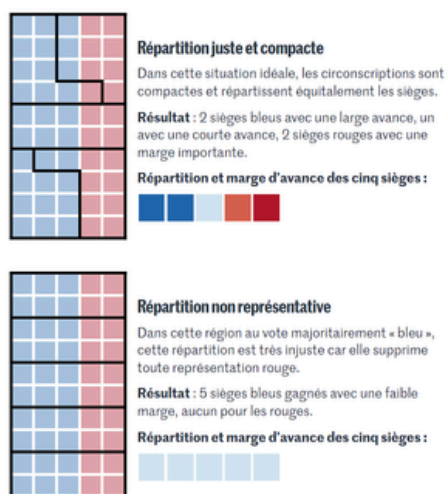 Répartition juste et compacte
Dans cette situation idéale, les circonscriptions sont
compactes et répartissent équitalement les sièges.
Résultat : 2 sièges bleus avec une large avance, un
avec une courte avance, 2 sièges rouges avec une
marge importante.
Répartition et marge d'avance des cinq sièges :
Répartition non représentative
Dans cette région au vote majoritairement « bleu »,
cette répartition est très injuste car elle supprime
toute représentation rouge.
Résultat : 5 sièges bleus gagnés avec une faible
marge, aucun pour les rouges.
Répartition et marge d'avance des cinq sièges :